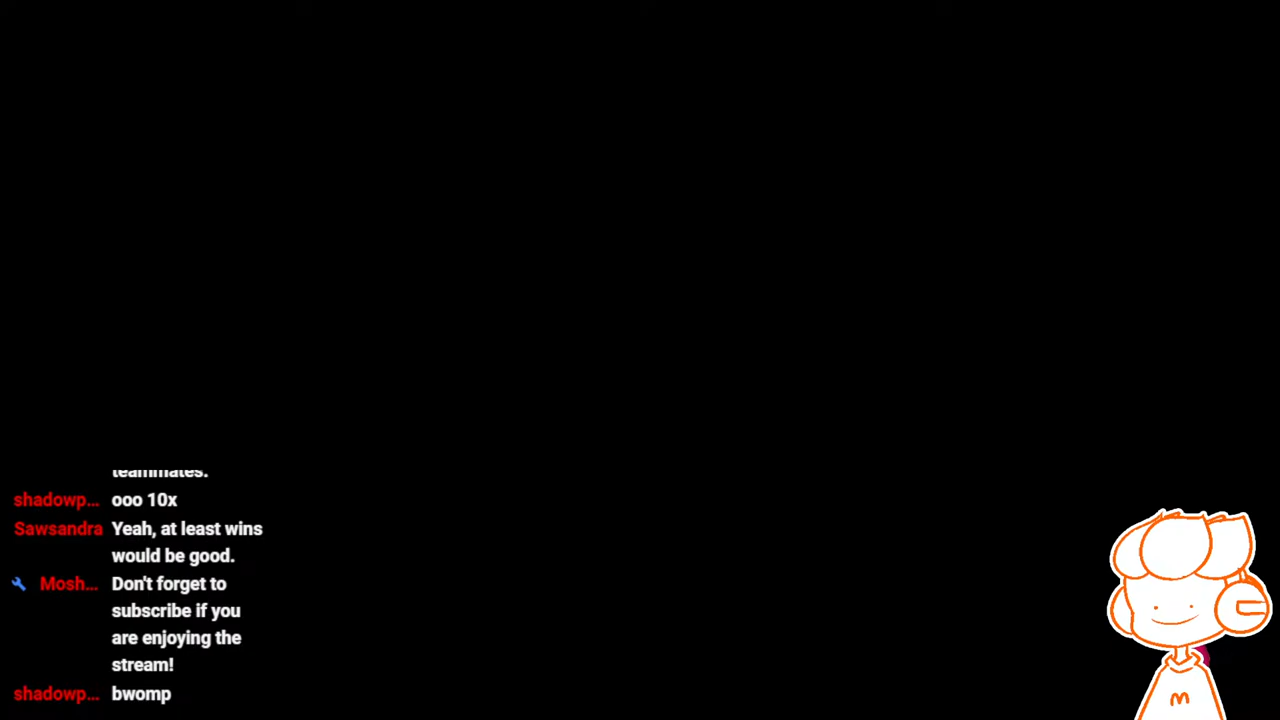 teammates.
shadowp... ooo 10x
Sawsandra Yeah, at least wins
would be good.
Mosh... Don't forget to
subscribe if you
are enjoying the
stream!
shadowp... bwomp
m